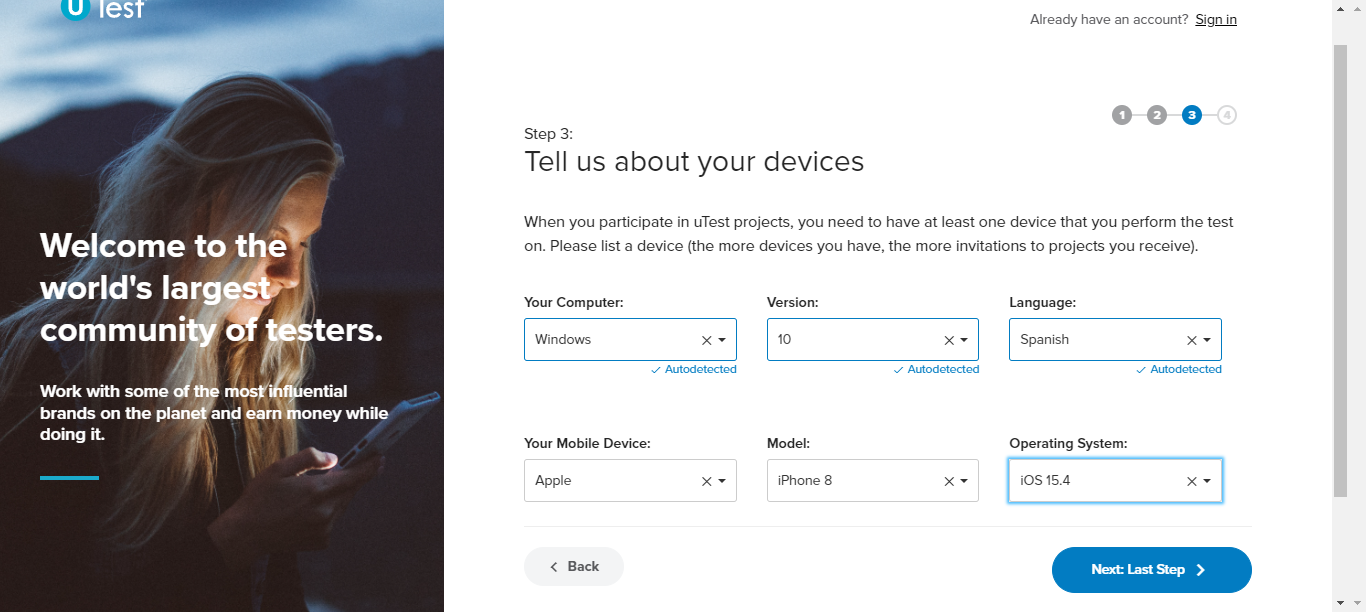 uTest
Already have an account? Sign in
1 2 3 4
Step 3:
Tell us about your devices
When you participate in uTest projects, you need to have at least one device that you perform the test
on. Please list a device (the more devices you have, the more invitations to projects you receive).
Welcome to the
world's largest
community of testers.
Work with some of the most influential
brands on the planet and earn money while
doing it.
Your Computer: Version: Language:
Windows 10 Spanish
Autodetected Autodetected Autodetected
Your Mobile Device: Model: Operating System:
Apple iPhone 8 iOS 15.4
Back Next: Last Step